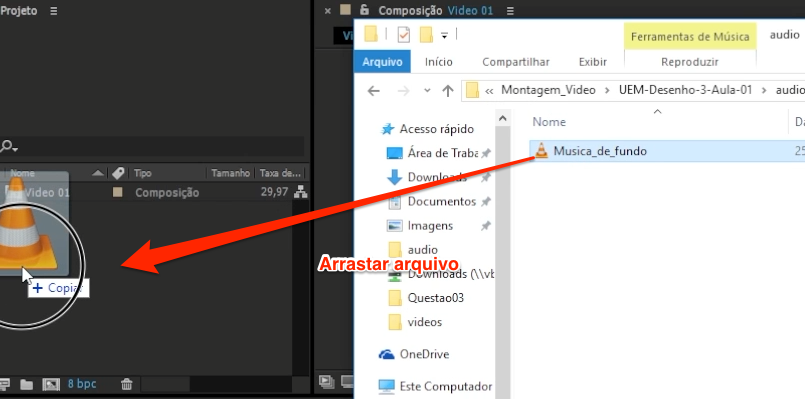 Projeto
Composição Video 01
Ferramentas de Música audio
Arquivo Início Compartilhar Exibir Reproduzir
« Montagem_Video > UEM-Desenho-3-Aula-01 > audio
Acesso rápido
Nome
Área de Traba
Musica_de_fundo
Downloads
Documentos
Imagens
audio
Arrastar arquivo
Downloads (\\vb
Questao03
videos
OneDrive
Este Computador
Nome Tipo Tamanho Taxa de...
Video 01 Composição 29,97
+ Copiar
8 bpc